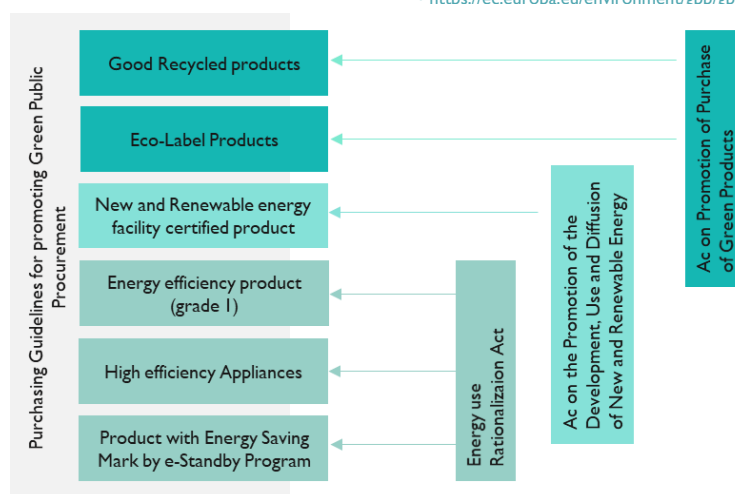 Purchasing Guidelines for promoting Green Public
Procurement
Good Recycled products
Eco-Label Products
New and Renewable energy
facility certified product
Energy efficiency product
(grade 1)
High efficiency Appliances
Product with Energy Saving
Mark by e-Standby Program
Energy use
Rationalizaion Act
Ac on the Promotion of the
Development, Use and Diffusion
of New and Renewable Energy
Ac on Promotion of Purchase
of Green Products